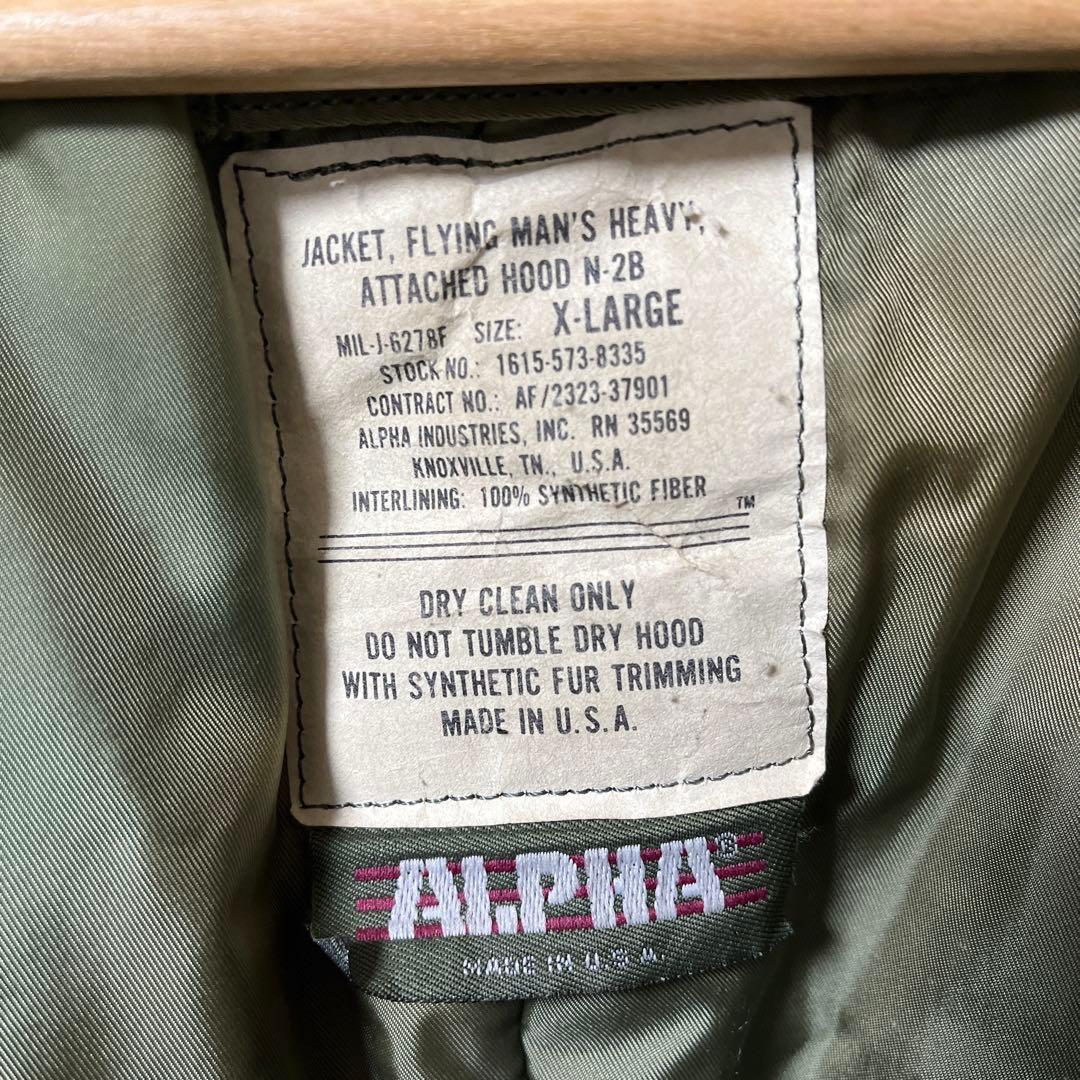 JACKET, FLYING MAN'S HEAVY,
ATTACHED HOOD N-2B
MIL-J-6278F SIZE: X-LARGE
STOCK NO.: 1615-573-8335
CONTRACT NO.: AF/2323-37901
ALPHA INDUSTRIES, INC. RN 35569
KNOXVILLE, TN., U.S.A.
INTERLINING: 100% SYNTHETIC FIBER
TM
DRY CLEAN ONLY
DO NOT TUMBLE DRY HOOD
WITH SYNTHETIC FUR TRIMMING
MADE IN U.S.A.
ALPHA®
MADE IN U.S.A.